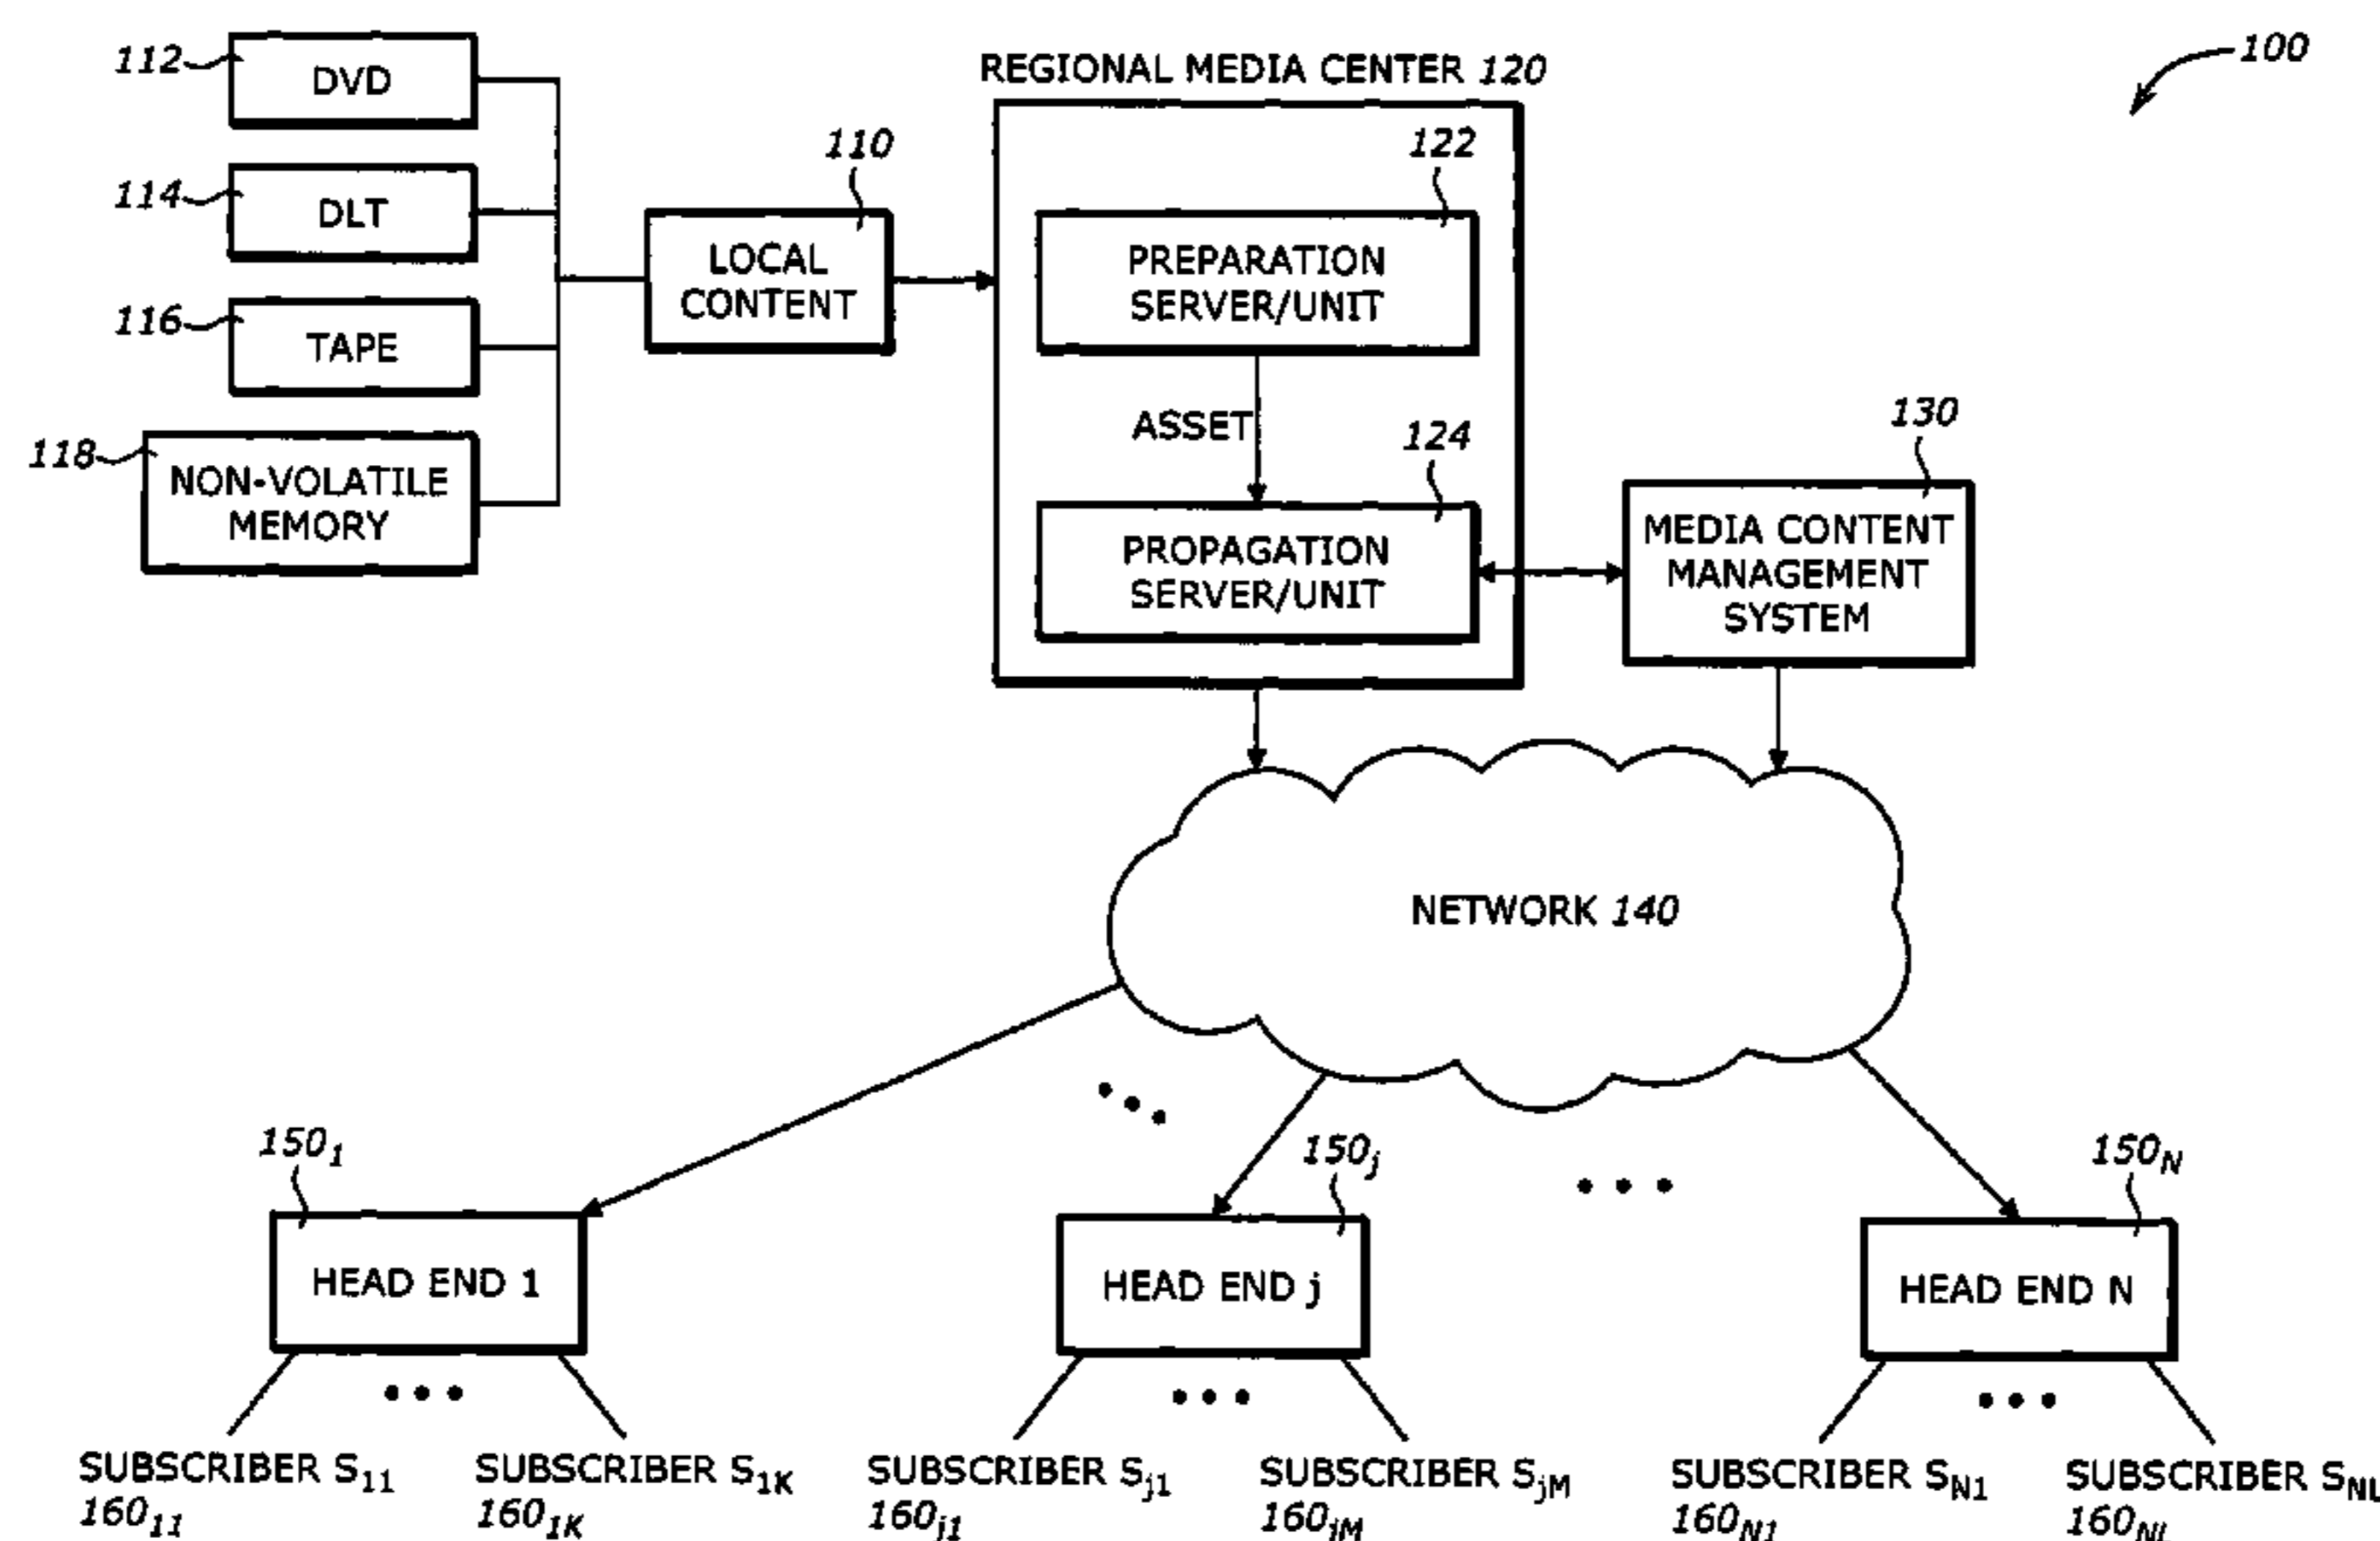 100
112
DVD
REGIONAL MEDIA CENTER 120
110
122
114
DLT
LOCAL
CONTENT
PREPARATION
SERVER/UNIT
116
TAPE
ASSET
124
130
118
NON-VOLATILE
MEMORY
PROPAGATION
SERVER/UNIT
MEDIA CONTENT
MANAGEMENT
SYSTEM
NETWORK 140
150₁
150ⱼ
150N
HEAD END 1
HEAD END j
HEAD END N
SUBSCRIBER S11
16011
SUBSCRIBER S1K
1601K
SUBSCRIBER Sj1
160j1
SUBSCRIBER SjM
160jM
SUBSCRIBER SN1
160N1
SUBSCRIBER SNL
160NL